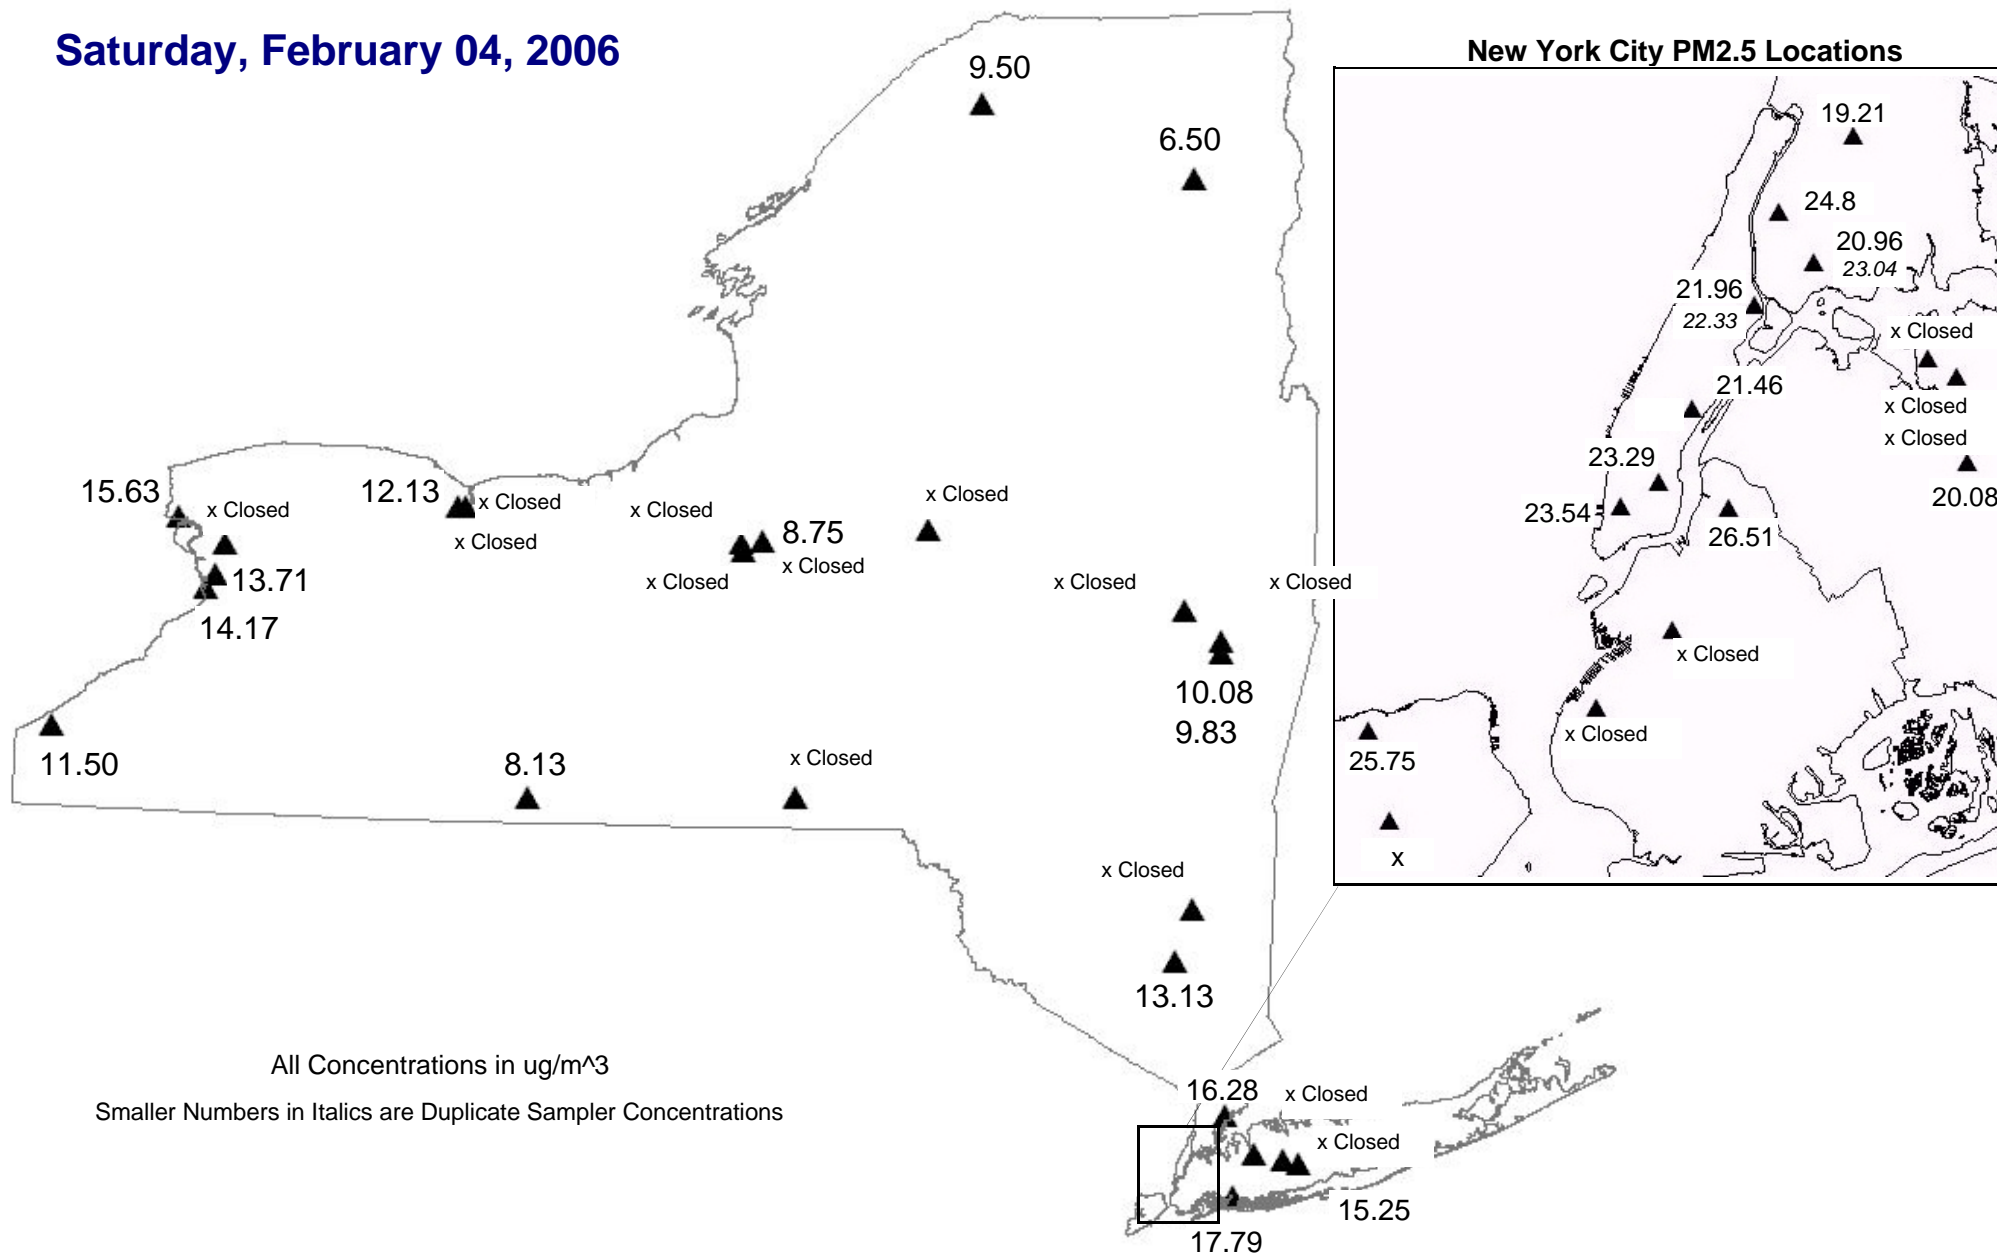 Saturday, February 04, 2006
New York City PM2.5 Locations
9.50
6.50
15.63
x Closed
12.13
x Closed
x Closed
x Closed
8.75
x Closed
x Closed
x Closed
13.71
14.17
x Closed
x Closed
10.08
9.83
11.50
8.13
x Closed
x Closed
13.13
16.28
x Closed
x Closed
15.25
17.79
19.21
24.8
20.96
23.04
21.96
22.33
x Closed
21.46
x Closed
x Closed
23.29
20.08
23.54
26.51
x Closed
x Closed
25.75
x
All Concentrations in ug/m^3
Smaller Numbers in Italics are Duplicate Sampler Concentrations